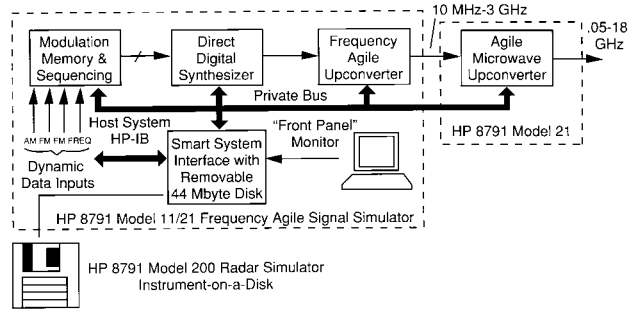 10 MHz-3 GHz
.05-18
GHz
Modulation
Memory &
Sequencing
Direct
Digital
Synthesizer
Frequency
Agile
Upconverter
Agile
Microwave
Upconverter
Private Bus
HP 8791 Model 21
Host System
HP-IB
AM FM FM FREQ
Dynamic
Data Inputs
Smart System
Interface with
Removable
44 Mbyte Disk
"Front Panel"
Monitor
HP 8791 Model 11/21 Frequency Agile Signal Simulator
HP 8791 Model 200 Radar Simulator
Instrument-on-a-Disk